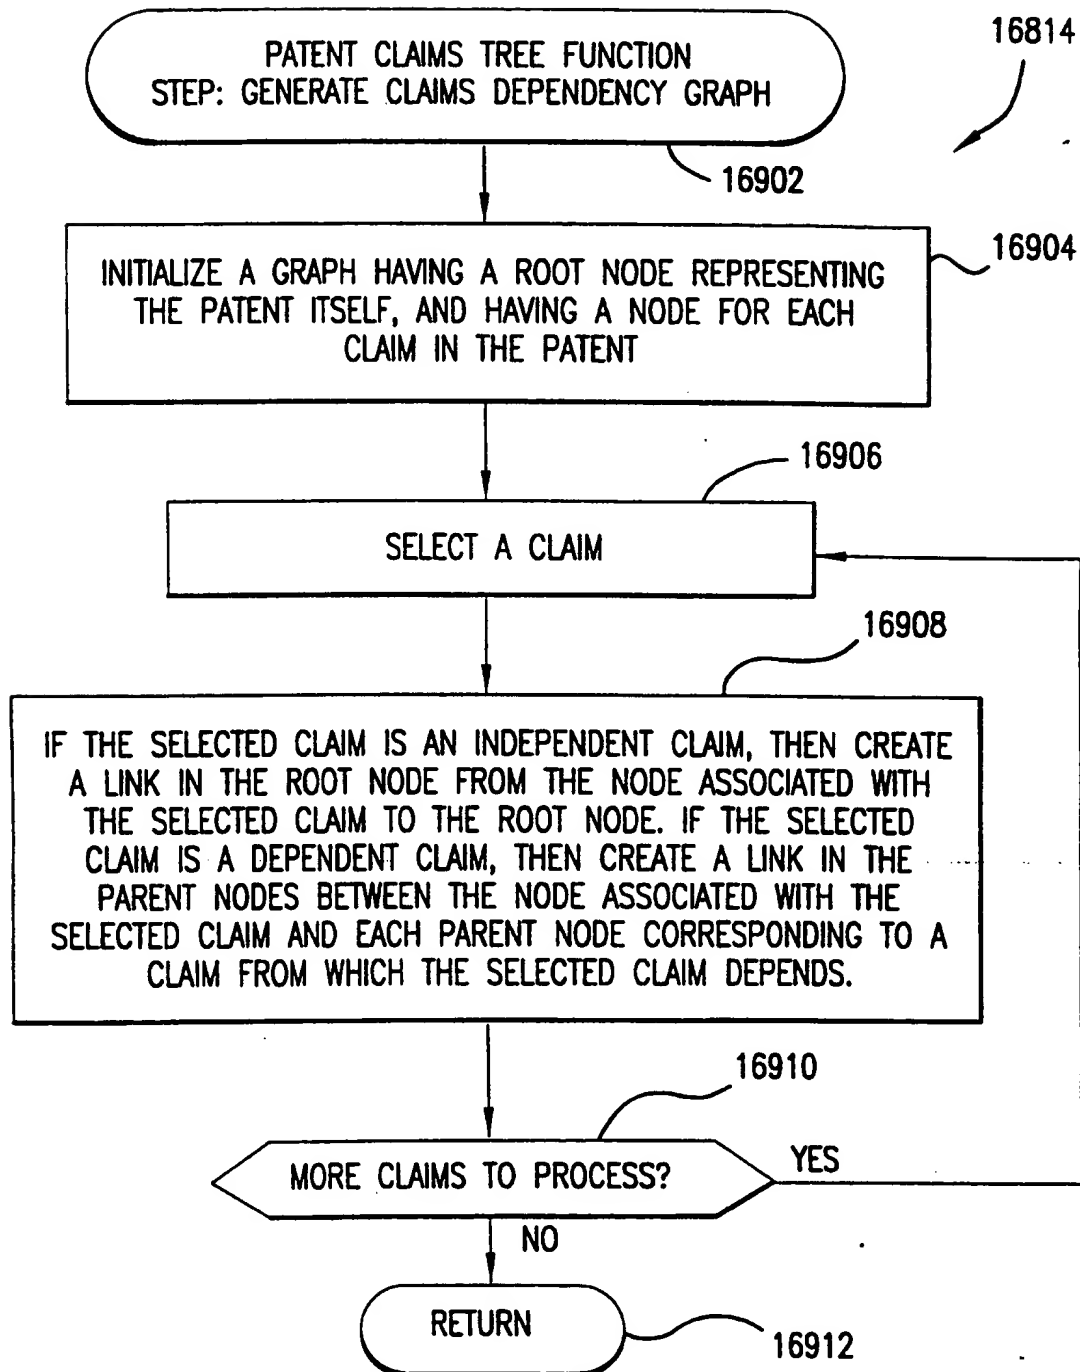 16814
PATENT CLAIMS TREE FUNCTION
STEP: GENERATE CLAIMS DEPENDENCY GRAPH
16902
16904
INITIALIZE A GRAPH HAVING A ROOT NODE REPRESENTING
THE PATENT ITSELF, AND HAVING A NODE FOR EACH
CLAIM IN THE PATENT
16906
SELECT A CLAIM
16908
IF THE SELECTED CLAIM IS AN INDEPENDENT CLAIM, THEN CREATE
A LINK IN THE ROOT NODE FROM THE NODE ASSOCIATED WITH
THE SELECTED CLAIM TO THE ROOT NODE. IF THE SELECTED
CLAIM IS A DEPENDENT CLAIM, THEN CREATE A LINK IN THE
PARENT NODES BETWEEN THE NODE ASSOCIATED WITH THE
SELECTED CLAIM AND EACH PARENT NODE CORRESPONDING TO A
CLAIM FROM WHICH THE SELECTED CLAIM DEPENDS.
16910
MORE CLAIMS TO PROCESS?
YES
NO
RETURN
16912